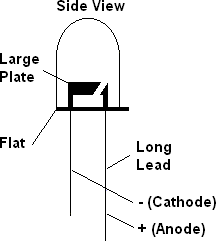 Side View
Large
Plate
Flat
Long
Lead
- (Cathode)
+ (Anode)